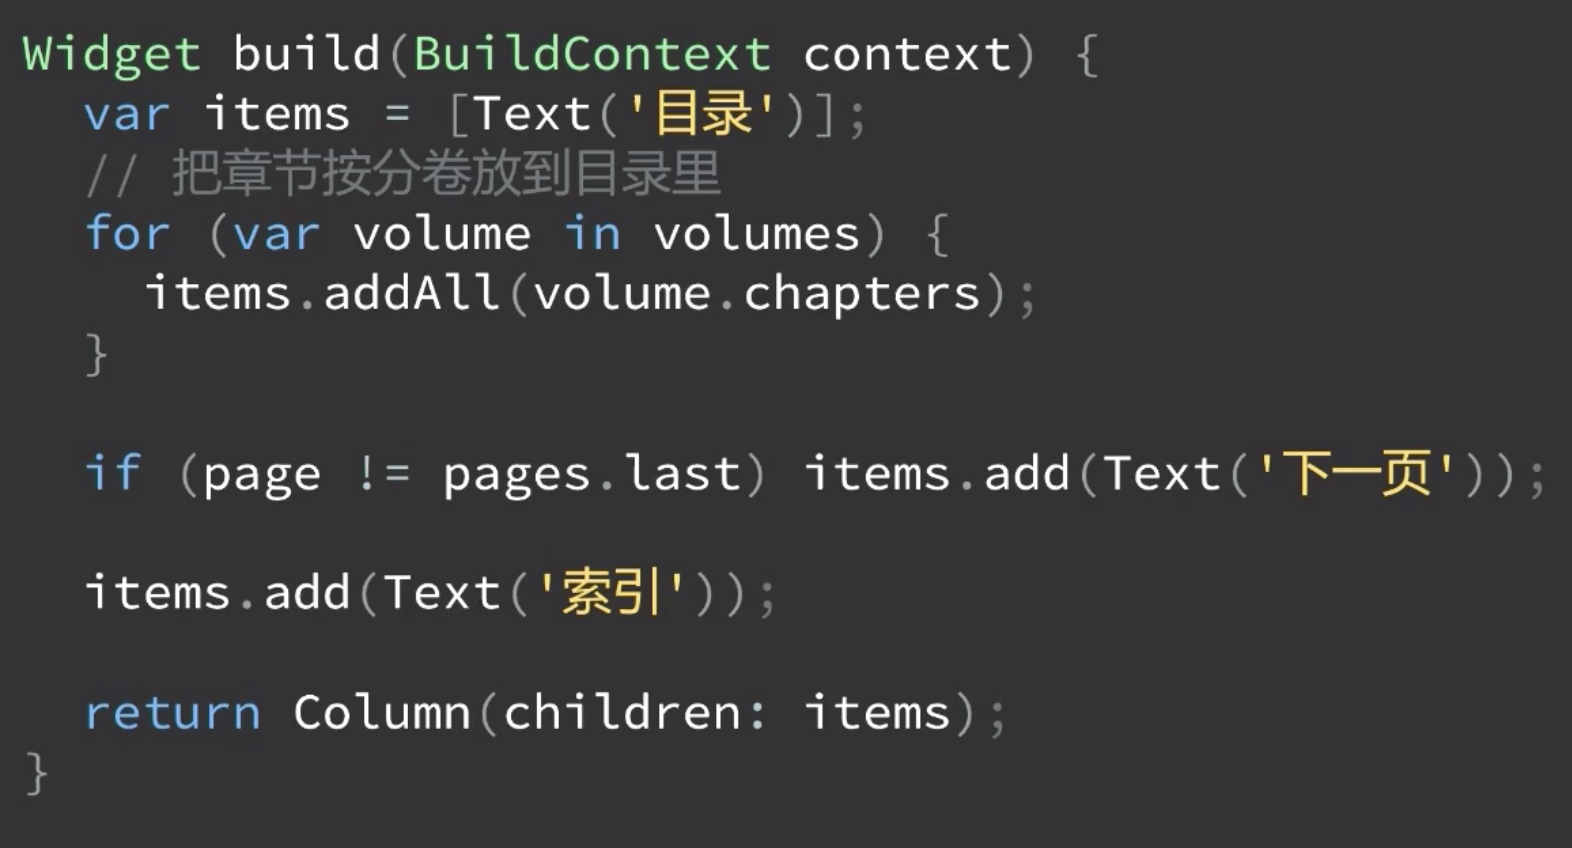 Widget build(BuildContext context) {
  var items = [Text('目录')];
  // 把章节按分卷放到目录里
  for (var volume in volumes) {
    items.addAll(volume.chapters);
  }

  if (page != pages.last) items.add(Text('下一页'));

  items.add(Text('索引'));

  return Column(children: items);
}